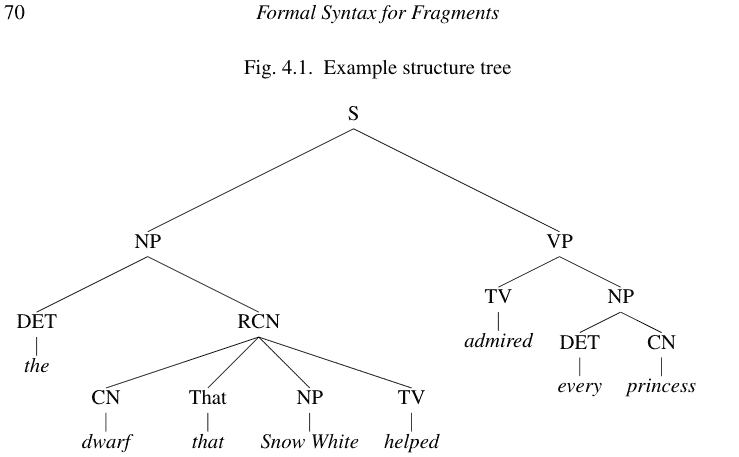 70 Formal Syntax for Fragments
Fig. 4.1. Example structure tree
S
NP VP
TV NP
DET RCN
admired DET CN
the
every princess
CN That NP TV
dwarf that Snow White helped